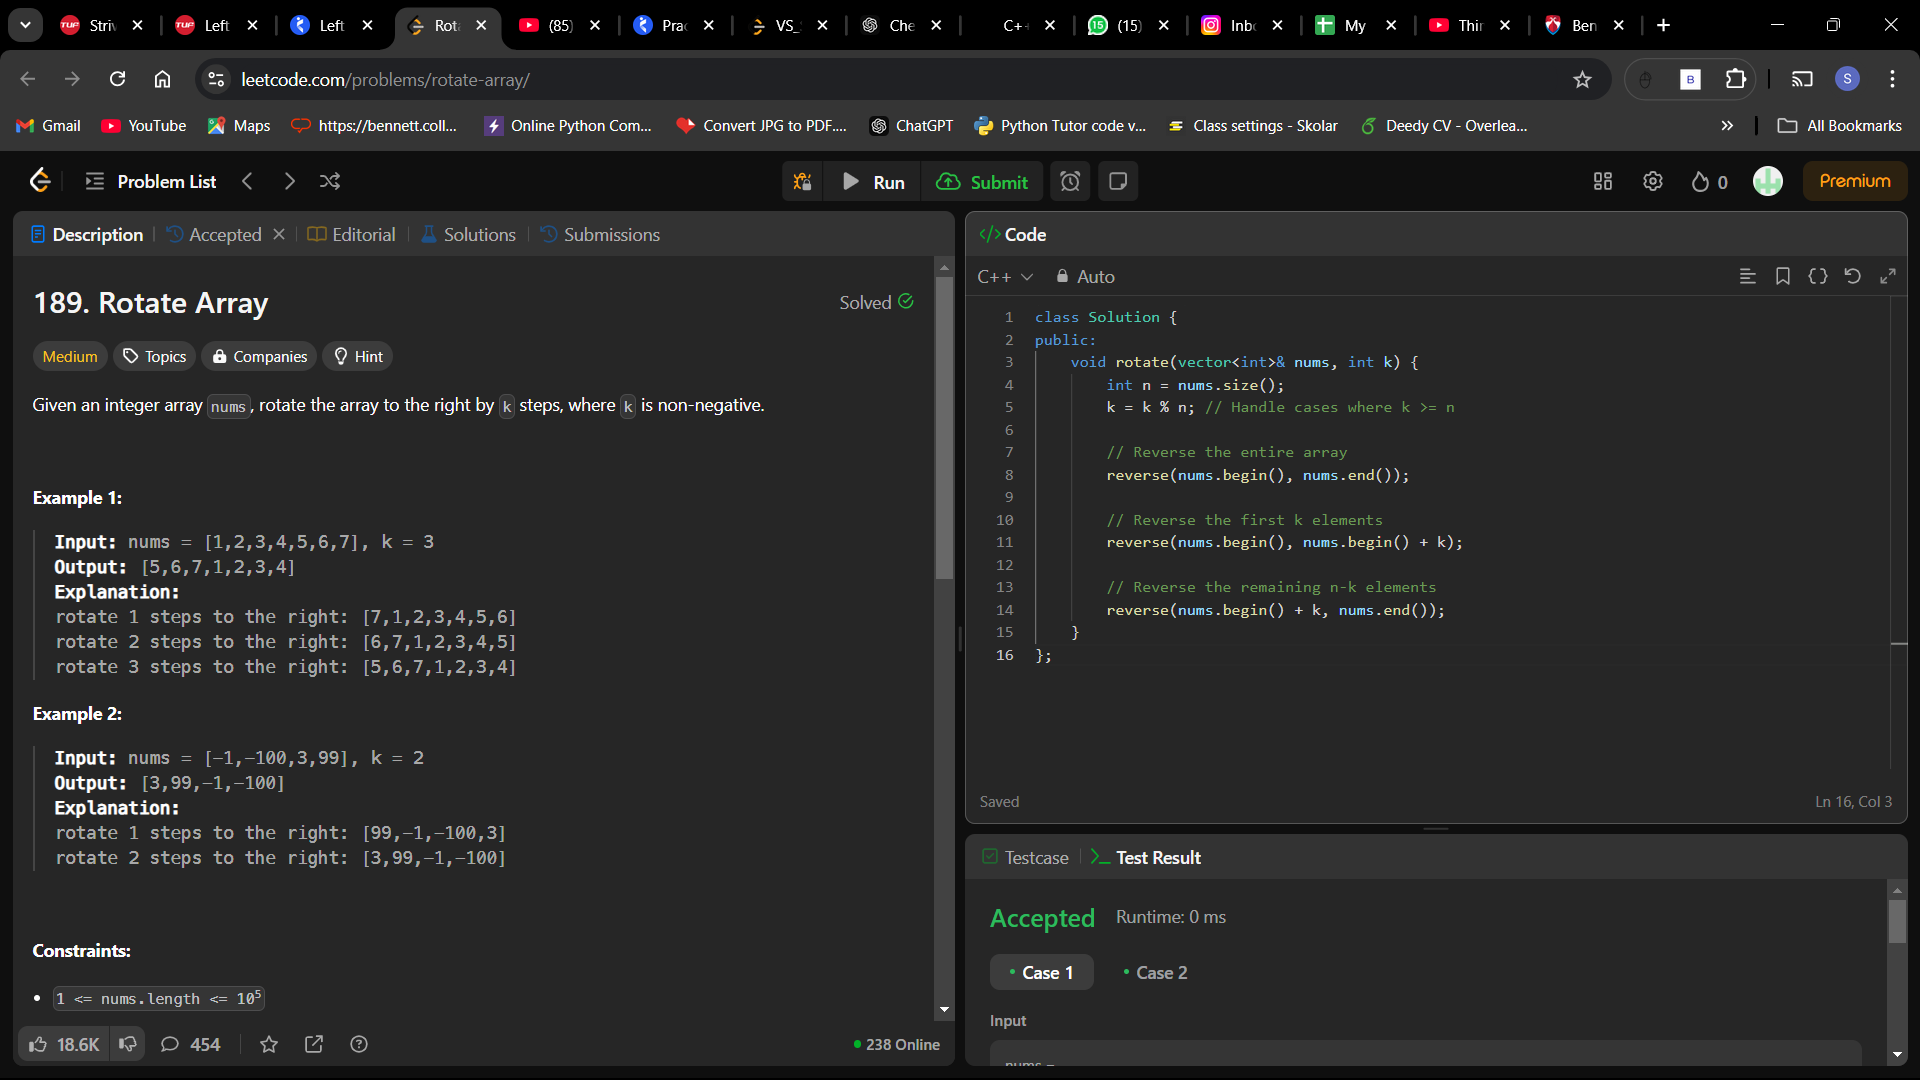 Striv
Left
Left
Rota
(85)
Prac
VS_
Che
C++
(15)
Inbo
My
Thir
Ben
leetcode.com/problems/rotate-array/
Gmail
YouTube
Maps
https://bennett.coll...
Online Python Com...
Convert JPG to PDF....
ChatGPT
Python Tutor code v...
Class settings - Skolar
Deedy CV - Overlea...
All Bookmarks
Problem List
Run
Submit
0
Premium
Description
Accepted
Editorial
Solutions
Submissions
189. Rotate Array
Solved
Medium
Topics
Companies
Hint
Given an integer array nums, rotate the array to the right by k steps, where k is non-negative.
Example 1:
Input: nums = [1,2,3,4,5,6,7], k = 3
Output: [5,6,7,1,2,3,4]
Explanation:
rotate 1 steps to the right: [7,1,2,3,4,5,6]
rotate 2 steps to the right: [6,7,1,2,3,4,5]
rotate 3 steps to the right: [5,6,7,1,2,3,4]
Example 2:
Input: nums = [-1,-100,3,99], k = 2
Output: [3,99,-1,-100]
Explanation:
rotate 1 steps to the right: [99,-1,-100,3]
rotate 2 steps to the right: [3,99,-1,-100]
Constraints:
1 <= nums.length <= 10⁵
18.6K
454
238 Online
</> Code
C++
Auto
1 class Solution {
2 public:
3 void rotate(vector<int>& nums, int k) {
4 int n = nums.size();
5 k = k % n; // Handle cases where k >= n
6
7 // Reverse the entire array
8 reverse(nums.begin(), nums.end());
9
10 // Reverse the first k elements
11 reverse(nums.begin(), nums.begin() + k);
12
13 // Reverse the remaining n-k elements
14 reverse(nums.begin() + k, nums.end());
15 }
16 };
Saved
Ln 16, Col 3
Testcase
Test Result
Accepted
Runtime: 0 ms
Case 1
Case 2
Input
nums =